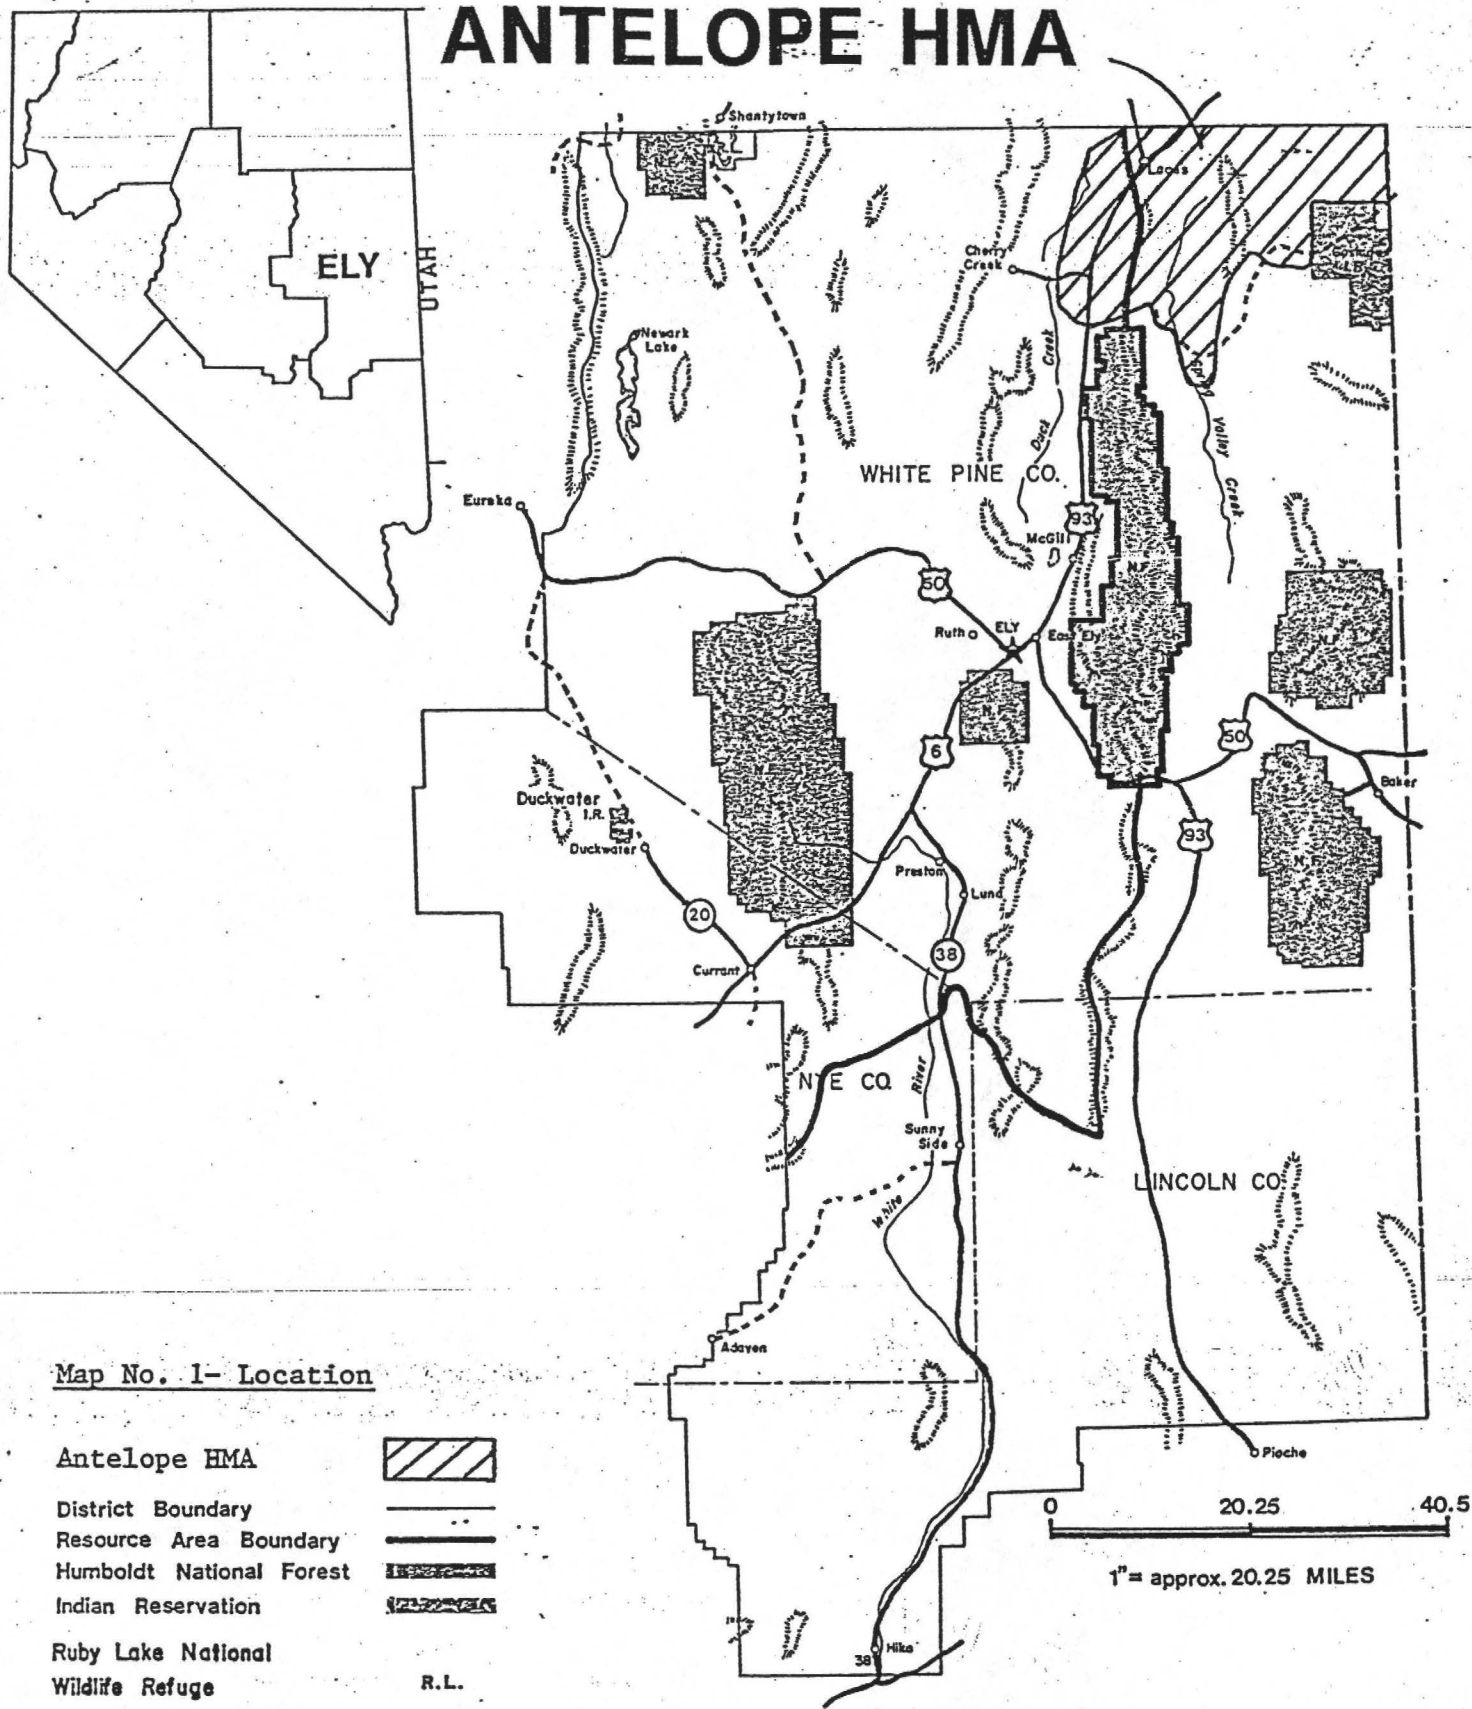 ANTELOPE HMA
ELY
UTAH
Shantytown
Lages
Cherry
Creek
Newark
Lake
Duck
Creek
Spring
Valley
Creek
WHITE PINE CO.
Eureka
93
McGill
50
Ruth
ELY
East Ely
N.F.
N.F.
N.
6
50
Baker
Duckwater
I.R.
Duckwater
93
N.F.
Preston
Lund
20
38
Currant
NYE CO.
River
Sunny
Side
White
LINCOLN CO.
Adaven
Pioche
Hiko
38
Map No. 1- Location
Antelope HMA
District Boundary
Resource Area Boundary
Humboldt National Forest
Indian Reservation
Ruby Lake National
Wildlife Refuge
R.L.
0 20.25 40.5
1"= approx. 20.25 MILES